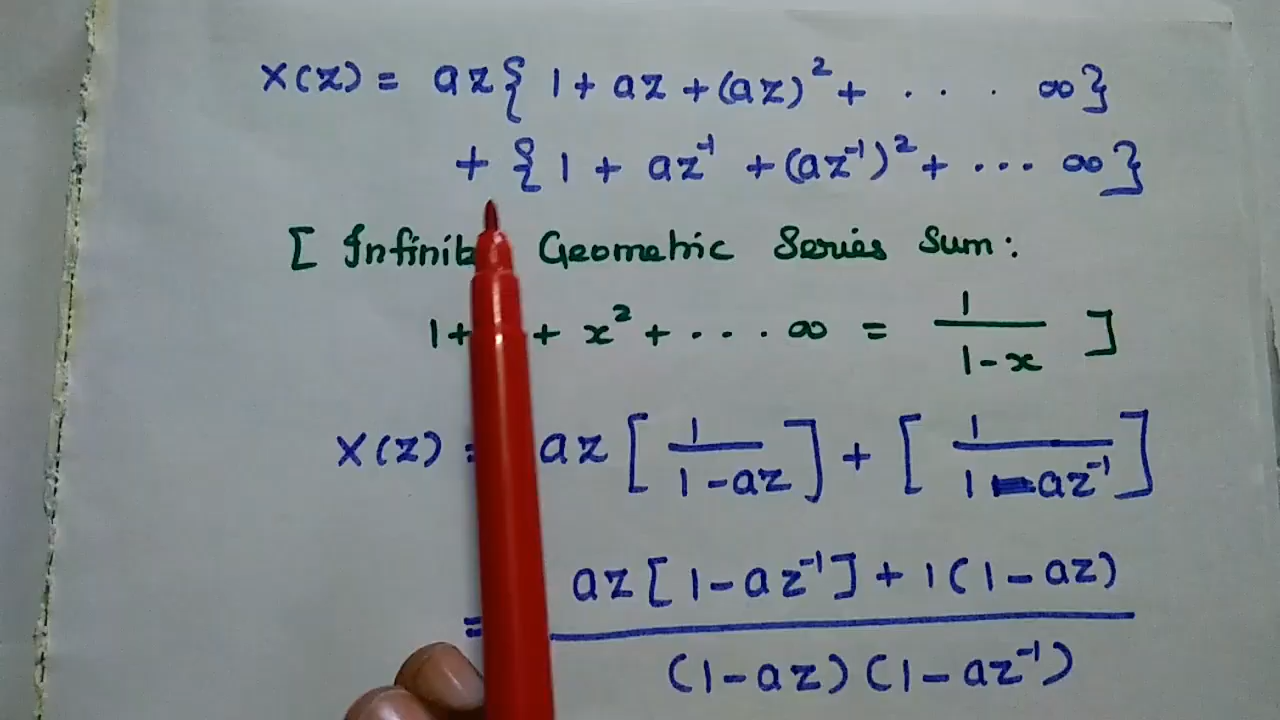 X(z) = az{ 1 + az + (az)² + . . . ∞}
+ { 1 + az⁻¹ + (az⁻¹)² + ... ∞}
[ Geometric Series Sum:
1 + + x² + .... ∞ = 1/(1-x) ]
X(z) = az [ 1/(1-az) ] + [ 1/(1-az⁻¹) ]
= az[1-az⁻¹] + 1(1-az) / (1-az)(1-az⁻¹)